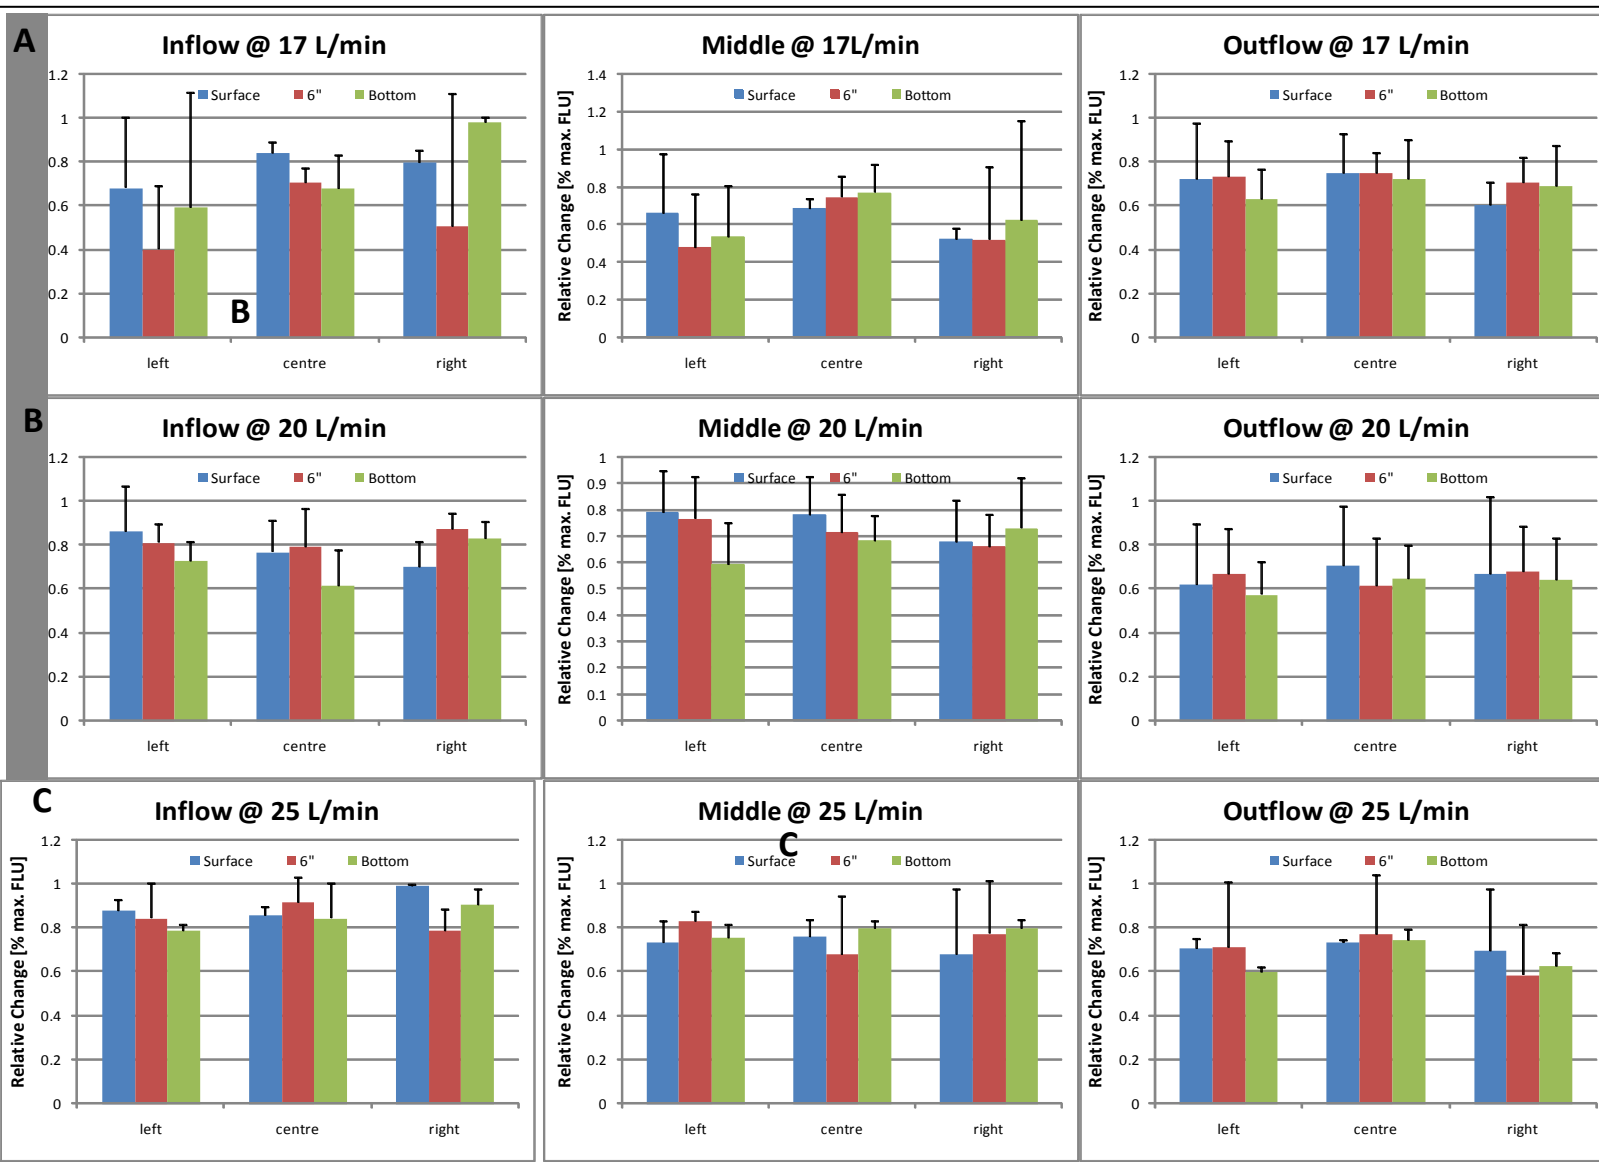 A
Inflow @ 17 L/min
Surface 6" Bottom
1.2
1
0.8
0.6
0.4
0.2
0
B
left centre right
Middle @ 17L/min
Relative Change [% max. FLU]
Surface 6" Bottom
1.4
1.2
1
0.8
0.6
0.4
0.2
0
left centre right
Outflow @ 17 L/min
Relative Change [% max. FLU]
Surface 6" Bottom
1.2
1
0.8
0.6
0.4
0.2
0
left centre right
B
Inflow @ 20 L/min
Surface 6" Bottom
1.2
1
0.8
0.6
0.4
0.2
0
left centre right
Middle @ 20 L/min
Relative Change [% max. FLU]
Surface 6" Bottom
1
0.9
0.8
0.7
0.6
0.5
0.4
0.3
0.2
0.1
0
left centre right
Outflow @ 20 L/min
Relative Change [% max. FLU]
Surface 6" Bottom
1.2
1
0.8
0.6
0.4
0.2
0
left centre right
C
Inflow @ 25 L/min
Relative Change [% max. FLU]
Surface 6" Bottom
1.2
1
0.8
0.6
0.4
0.2
0
left centre right
Middle @ 25 L/min
C
Relative Change [% max. FLU]
Surface 6" Bottom
1.2
1
0.8
0.6
0.4
0.2
0
left centre right
Outflow @ 25 L/min
Relative Change [% max. FLU]
Surface 6" Bottom
1.2
1
0.8
0.6
0.4
0.2
0
left centre right